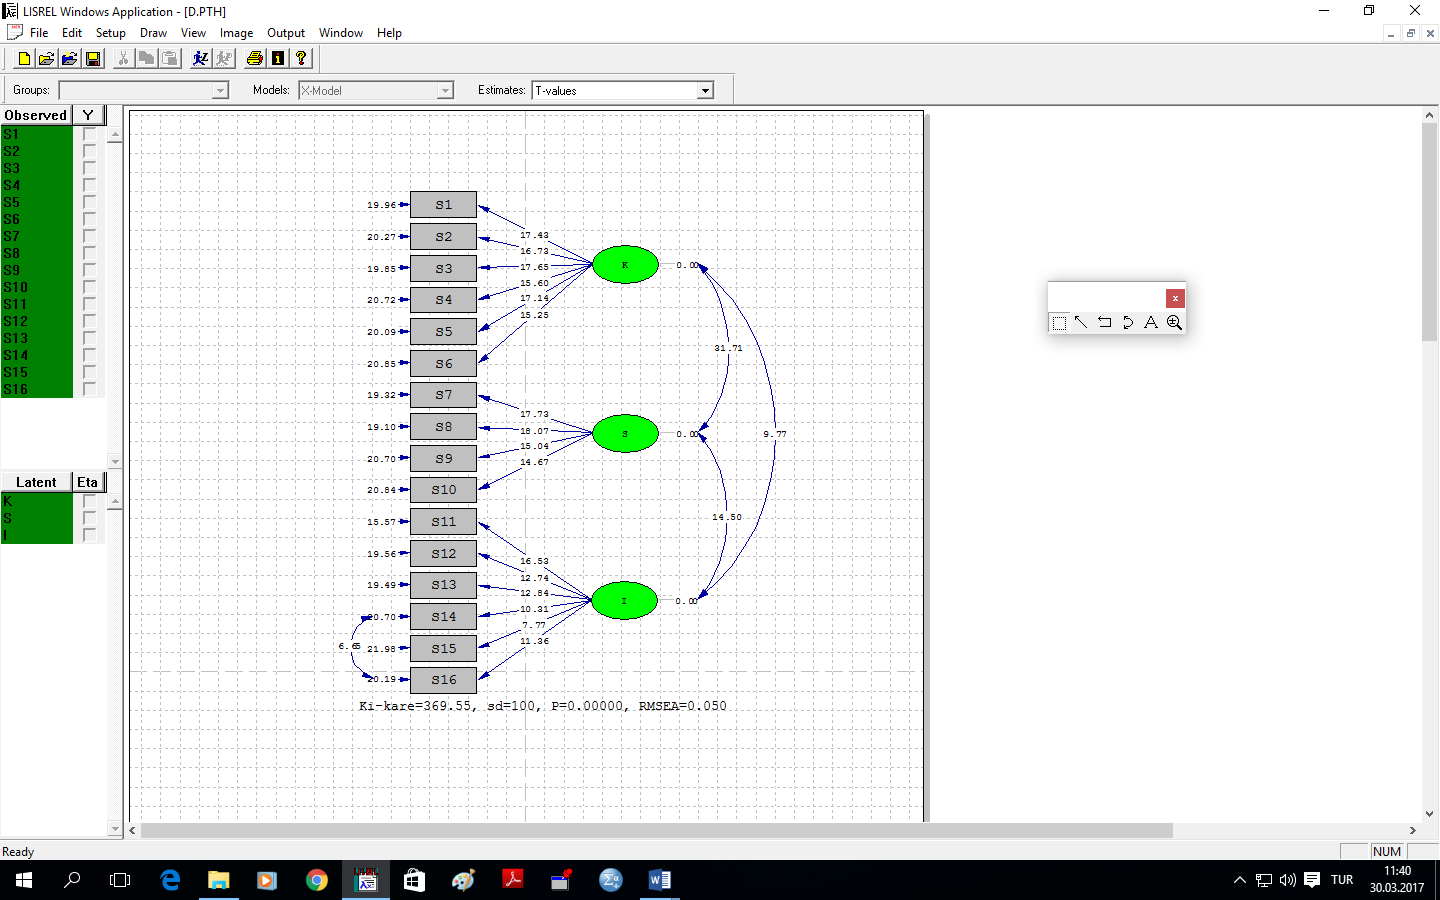 LISREL Windows Application - [D.PTH]
File Edit Setup Draw View Image Output Window Help
Groups: Models: X-Model Estimates: T-values
Observed Y
S1
S2
S3
S4
S5
S6
S7
S8
S9
S10
S11
S12
S13
S14
S15
S16
Latent Eta
K
S
I
19.96 S1
20.27 S2
19.85 S3
20.72 S4
20.09 S5
20.85 S6
19.32 S7
19.10 S8
20.70 S9
20.84 S10
15.57 S11
19.56 S12
19.49 S13
20.70 S14
21.98 S15
20.19 S16
6.65
17.43
16.73
17.65
15.60
17.14
15.25
17.73
18.07
15.04
14.67
16.53
12.74
12.84
10.31
7.77
11.36
K 0.00
S 0.00
I 0.00
31.71
9.77
14.50
Ki-kare=369.55, sd=100, P=0.00000, RMSEA=0.050
Ready
NUM
TUR
11:40
30.03.2017